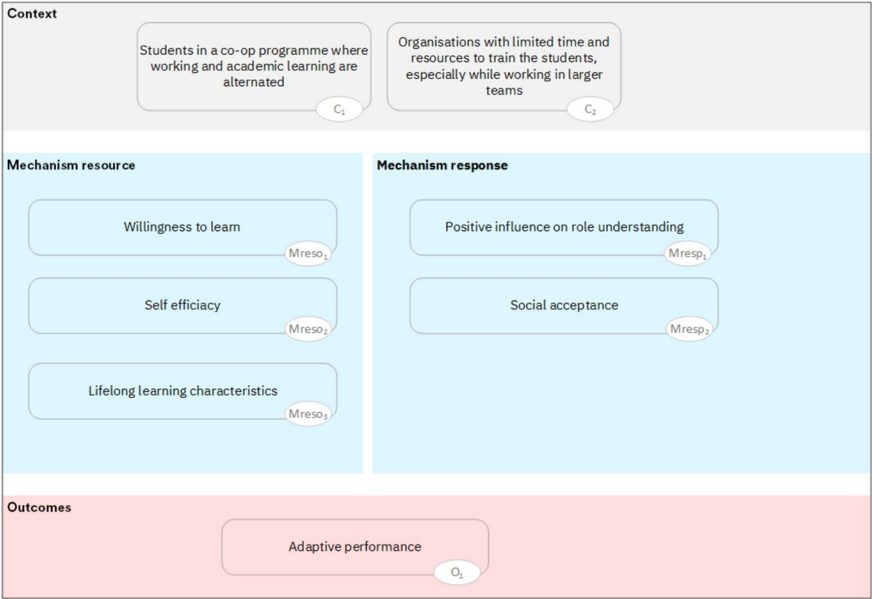 Context
Students in a co-op programme where
working and academic learning are
alternated
C₁
Organisations with limited time and
resources to train the students,
especially while working in larger
teams
C₂
Mechanism resource
Willingness to learn
Mreso₁
Self efficiacy
Mreso₂
Lifelong learning characteristics
Mreso₃
Mechanism response
Positive influence on role understanding
Mresp₁
Social acceptance
Mresp₂
Outcomes
Adaptive performance
O₁